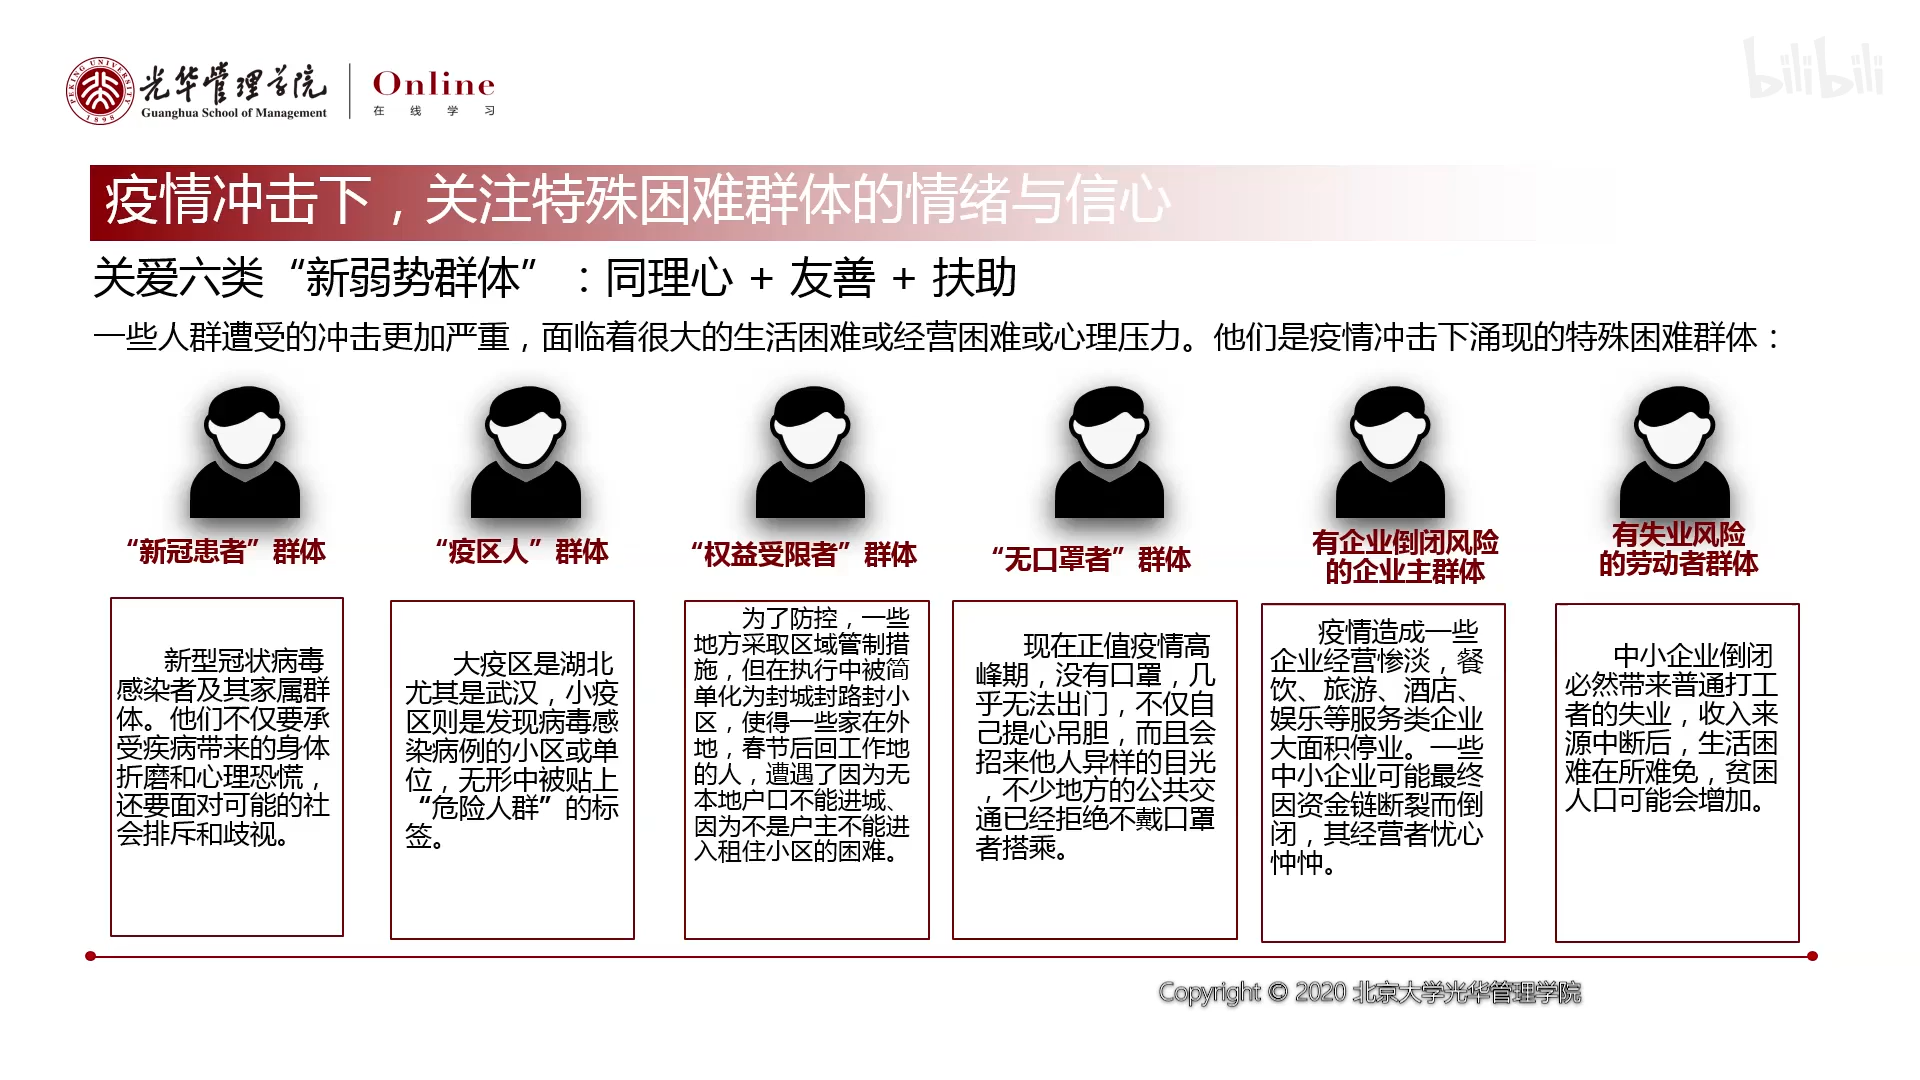 PEKING UNIVERSITY
1898
光华管理学院
Guanghua School of Management
Online
在线学习
bilibili
疫情冲击下，关注特殊困难群体的情绪与信心
关爱六类“新弱势群体”：同理心 + 友善 + 扶助
一些人群遭受的冲击更加严重，面临着很大的生活困难或经营困难或心理压力。他们是疫情冲击下涌现的特殊困难群体：
“新冠患者”群体
新型冠状病毒
感染者及其家属群
体。他们不仅要承
受疾病带来的身体
折磨和心理恐慌，
还要面对可能的社
会排斥和歧视。
“疫区人”群体
大疫区是湖北
尤其是武汉，小疫
区则是发现病毒感
染病例的小区或单
位，无形中被贴上
“危险人群”的标
签。
“权益受限者”群体
为了防控，一些
地方采取区域管制措
施，但在执行中被简
单化为封城封路封小
区，使得一些家在外
地，春节后回工作地
的人，遭遇了因为无
本地户口不能进城、
因为不是户主不能进
入租住小区的困难。
“无口罩者”群体
现在正值疫情高
峰期，没有口罩，几
乎无法出门，不仅自
己提心吊胆，而且会
招来他人异样的目光
，不少地方的公共交
通已经拒绝不戴口罩
者搭乘。
有企业倒闭风险
的企业主群体
疫情造成一些
企业经营惨淡，餐
饮、旅游、酒店、
娱乐等服务类企业
大面积停业。一些
中小企业可能最终
因资金链断裂而倒
闭，其经营者忧心
忡忡。
有失业风险
的劳动者群体
中小企业倒闭
必然带来普通打工
者的失业，收入来
源中断后，生活困
难在所难免，贫困
人口可能会增加。
Copyright © 2020 北京大学光华管理学院